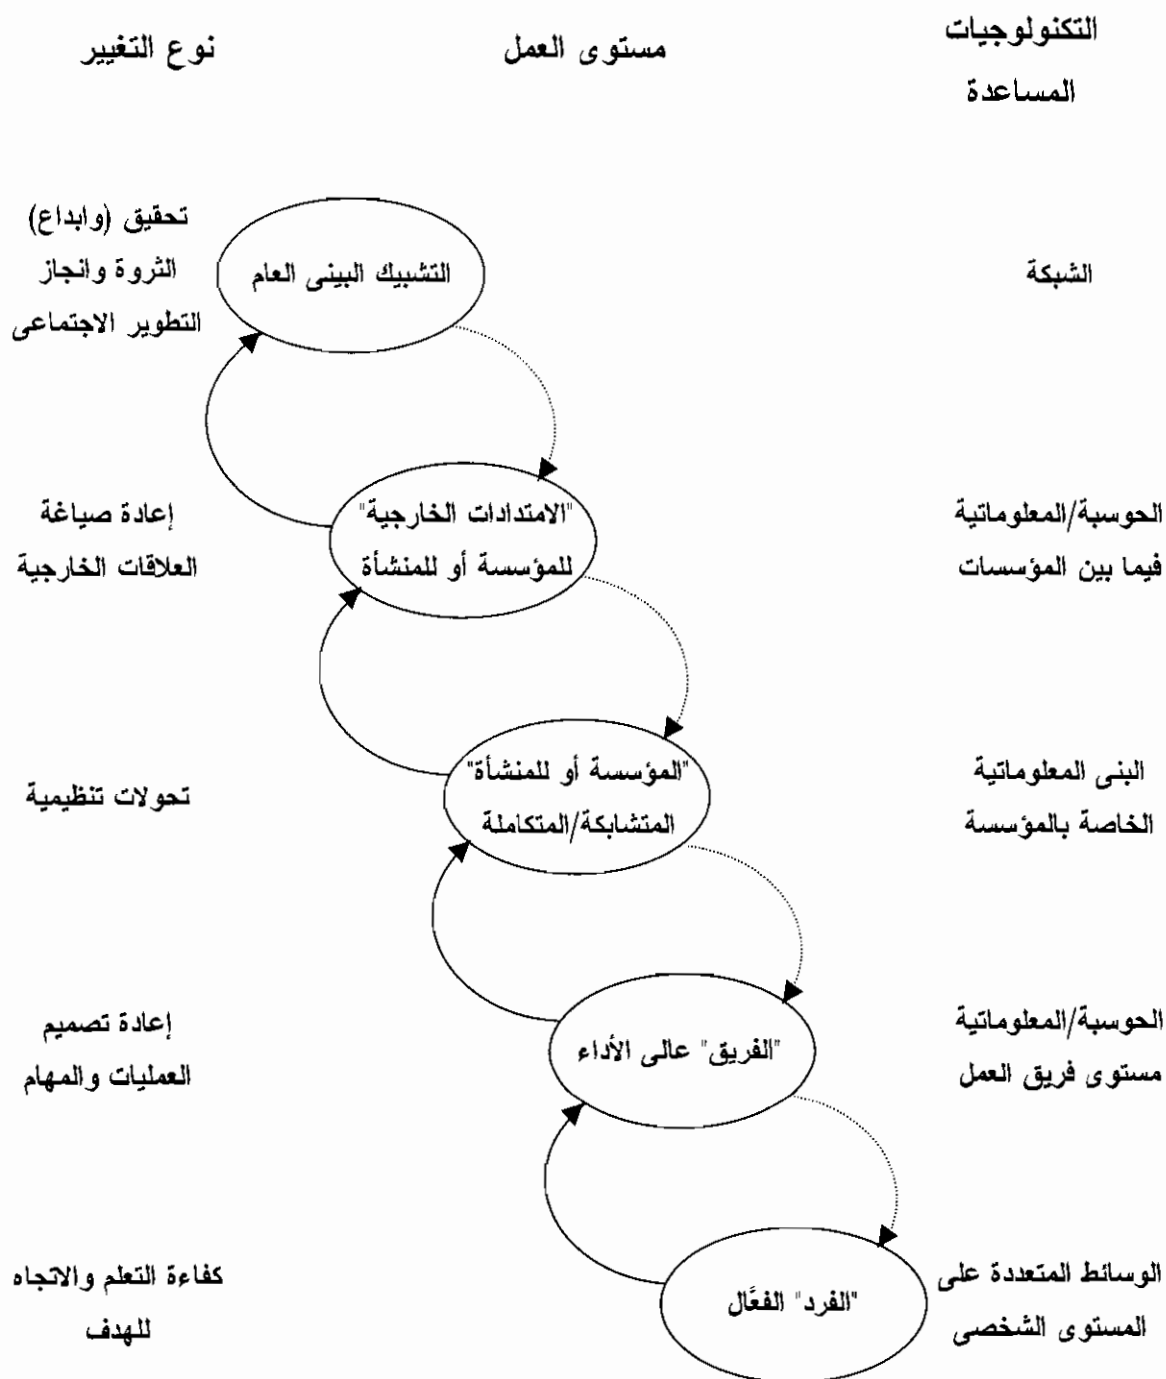 التكنولوجيات
المساعدة
مستوى العمل
نوع التغيير
الشبكة
التشبيك البينى العام
تحقيق (وابداع)
الثروة وانجاز
التطوير الاجتماعى
الحوسبة/المعلوماتية
فيما بين المؤسسات
"الامتدادات الخارجية"
للمؤسسة أو للمنشأة
إعادة صياغة
العلاقات الخارجية
البنى المعلوماتية
الخاصة بالمؤسسة
"المؤسسة أو للمنشأة"
المتشابكة/المتكاملة
تحولات تنظيمية
الحوسبة/المعلوماتية
مستوى فريق العمل
"الفريق" عالى الأداء
إعادة تصميم
العمليات والمهام
الوسائط المتعددة على
المستوى الشخصى
"الفرد" الفعَّال
كفاءة التعلم والاتجاه
للهدف